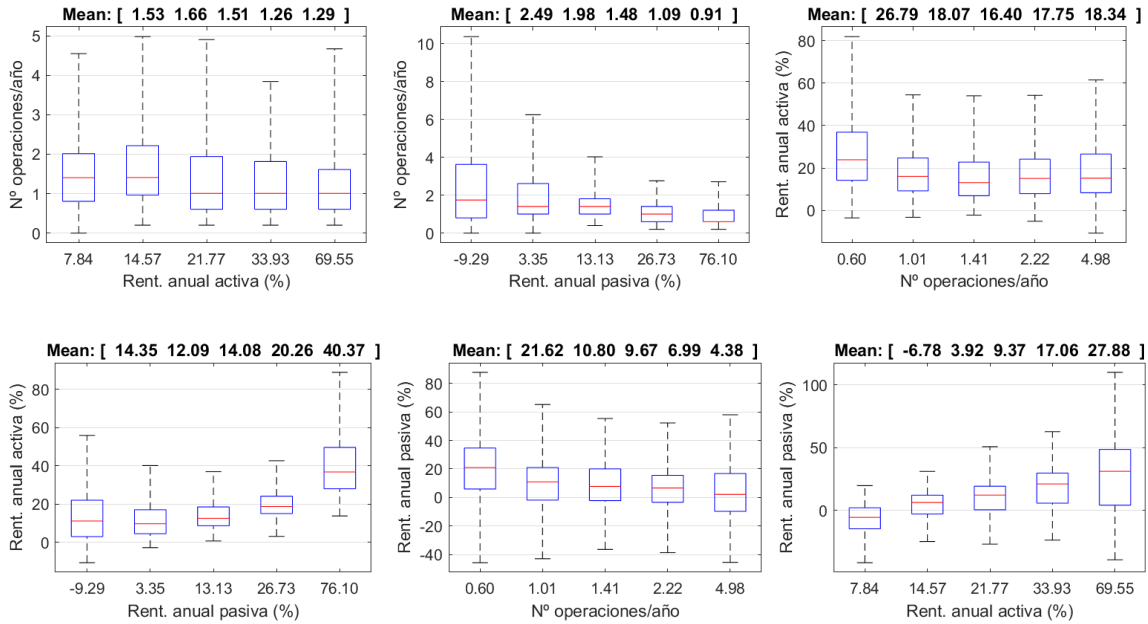 Mean: [ 1.53 1.66 1.51 1.26 1.29 ]
5
4
3
2
1
0
Nº operaciones/año
7.84 14.57 21.77 33.93 69.55
Rent. anual activa (%)
Mean: [ 2.49 1.98 1.48 1.09 0.91 ]
10
8
6
4
2
0
Nº operaciones/año
-9.29 3.35 13.13 26.73 76.10
Rent. anual pasiva (%)
Mean: [ 26.79 18.07 16.40 17.75 18.34 ]
80
60
40
20
0
Rent. anual activa (%)
0.60 1.01 1.41 2.22 4.98
Nº operaciones/año
Mean: [ 14.35 12.09 14.08 20.26 40.37 ]
80
60
40
20
0
Rent. anual activa (%)
-9.29 3.35 13.13 26.73 76.10
Rent. anual pasiva (%)
Mean: [ 21.62 10.80 9.67 6.99 4.38 ]
80
60
40
20
0
-20
-40
Rent. anual pasiva (%)
0.60 1.01 1.41 2.22 4.98
Nº operaciones/año
Mean: [ -6.78 3.92 9.37 17.06 27.88 ]
100
50
0
Rent. anual pasiva (%)
7.84 14.57 21.77 33.93 69.55
Rent. anual activa (%)